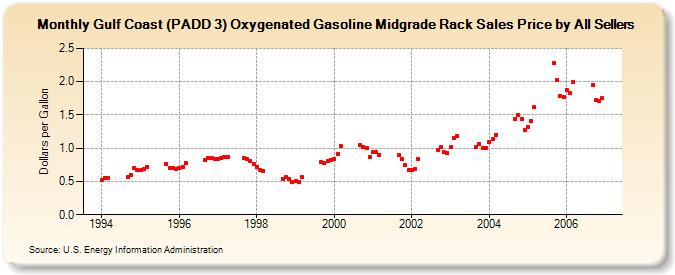 Monthly Gulf Coast (PADD 3) Oxygenated Gasoline Midgrade Rack Sales Price by All Sellers
Dollars per Gallon
2.5
2.0
1.5
1.0
0.5
0.0
1994 1996 1998 2000 2002 2004 2006
Source: U.S. Energy Information Administration